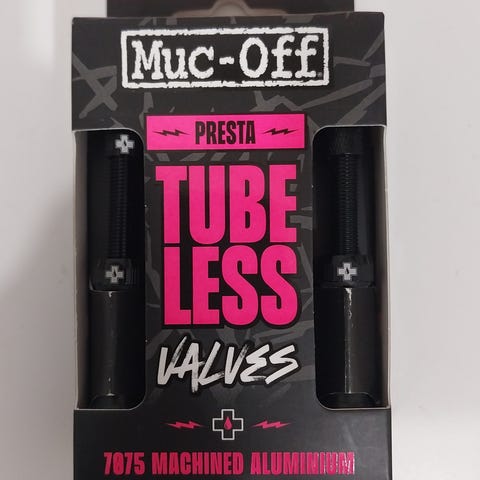 Muc-Off
PRESTA
TUBE
LESS
VALVES
7075 MACHINED ALUMINIUM